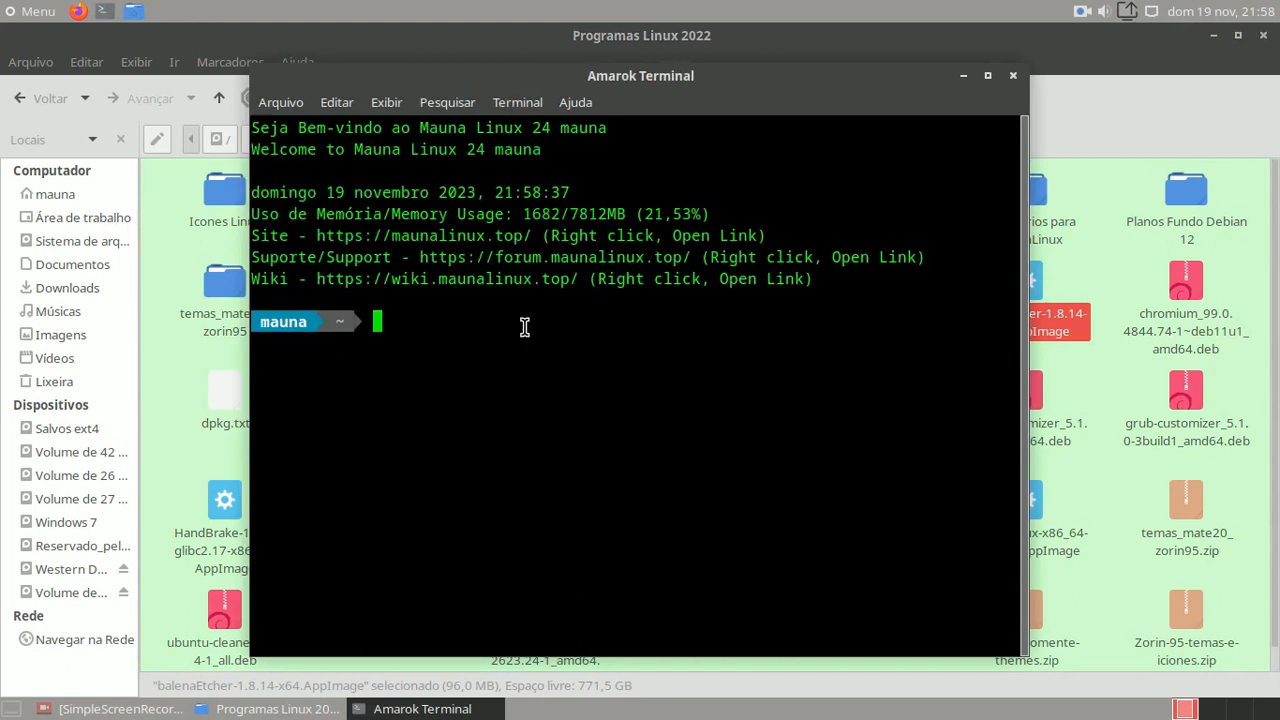 Menu
dom 19 nov, 21:58
Programas Linux 2022
Arquivo Editar Exibir Ir Marcadores Ajuda
Voltar Avançar
Locais
/
Computador
mauna
Área de trabalho
Sistema de arq...
Documentos
Downloads
Músicas
Imagens
Vídeos
Lixeira
Dispositivos
Salvos ext4
Volume de 42 ...
Volume de 26 ...
Volume de 27 ...
Windows 7
Reservado_pel...
Western D...
Volume de...
Rede
Navegar na Rede
Icones Lin
temas_mate
zorin95
dpkg.txt
HandBrake-1
glibc2.17-x86
AppImage
ubuntu-cleane
4-1_all.deb
Amarok Terminal
Arquivo Editar Exibir Pesquisar Terminal Ajuda
Seja Bem-vindo ao Mauna Linux 24 mauna
Welcome to Mauna Linux 24 mauna
domingo 19 novembro 2023, 21:58:37
Uso de Memória/Memory Usage: 1682/7812MB (21,53%)
Site - https://maunalinux.top/ (Right click, Open Link)
Suporte/Support - https://forum.maunalinux.top/ (Right click, Open Link)
Wiki - https://wiki.maunalinux.top/ (Right click, Open Link)
mauna ~
2623.24-1_amd64.
rios para
Linux
er-1.8.14-
Image
mizer_5.1.
64.deb
ux-x86_64-
AppImage
omente-
themes.zip
Planos Fundo Debian
12
chromium_99.0.
4844.74-1~deb11u1_
amd64.deb
grub-customizer_5.1.
0-3build1_amd64.deb
temas_mate20_
zorin95.zip
Zorin-95-temas-e-
iciones.zip
"balenaEtcher-1.8.14-x64.AppImage" selecionado (96,0 MB), Espaço livre: 771,5 GB
[SimpleScreenRecor...
Programas Linux 20...
Amarok Terminal